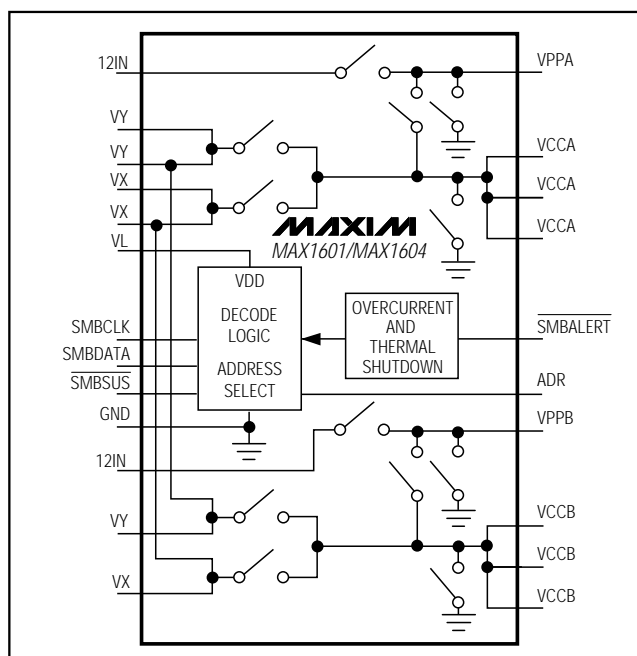 12IN
VPPA
VY
VY
VX
VX
VL
VCCA
VCCA
VCCA
MAXIM
MAX1601/MAX1604
VDD
DECODE
LOGIC
ADDRESS
SELECT
OVERCURRENT
AND
THERMAL
SHUTDOWN
SMBCLK
SMBDATA
SMBSUS
GND
12IN
SMBALERT
ADR
VPPB
VY
VX
VCCB
VCCB
VCCB